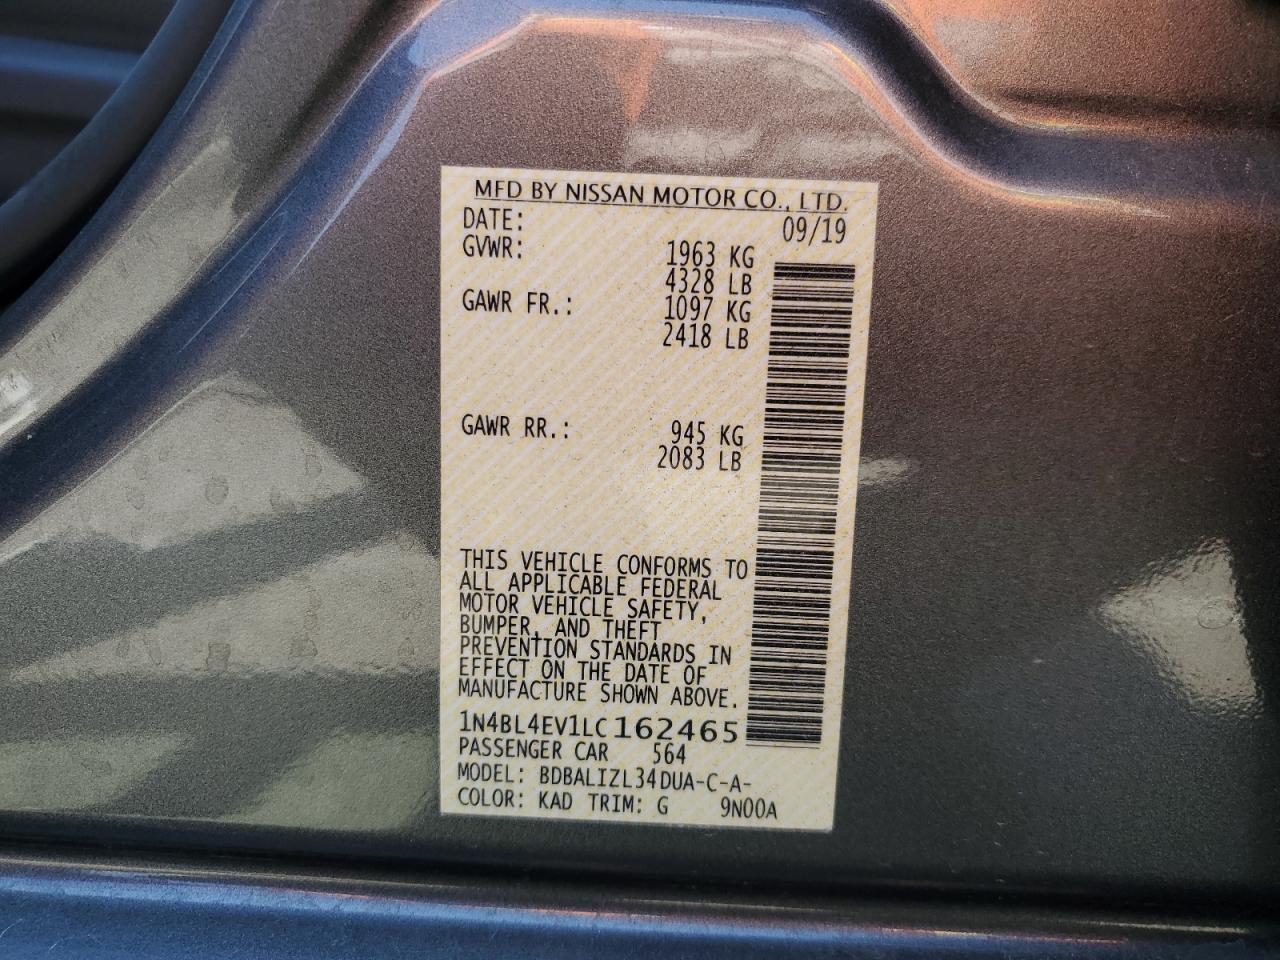 MFD BY NISSAN MOTOR CO., LTD.
DATE: 09/19
GVWR: 1963 KG
4328 LB
GAWR FR.: 1097 KG
2418 LB
GAWR RR.: 945 KG
2083 LB
THIS VEHICLE CONFORMS TO
ALL APPLICABLE FEDERAL
MOTOR VEHICLE SAFETY,
BUMPER, AND THEFT
PREVENTION STANDARDS IN
EFFECT ON THE DATE OF
MANUFACTURE SHOWN ABOVE.
1N4BL4EV1LC162465
PASSENGER CAR 564
MODEL: BDBALIZL34DUA-C-A-
COLOR: KAD TRIM: G 9N00A